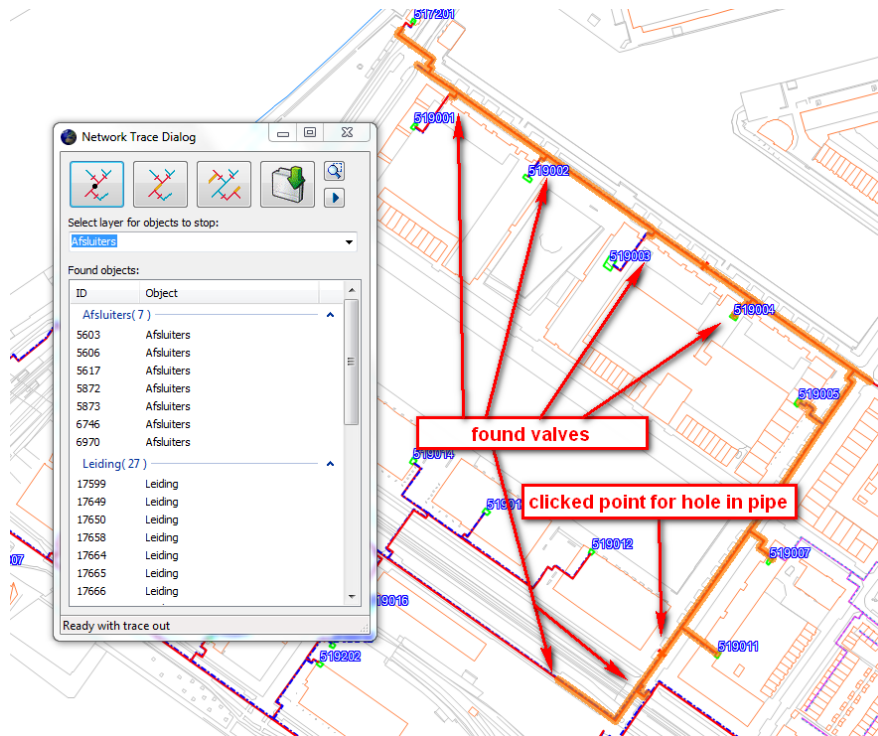 517201
519001
519002
519003
519004
519005
Network Trace Dialog
Select layer for objects to stop:
Afsluiters
Found objects:
ID Object
Afsluiters( 7 )
5603 Afsluiters
5606 Afsluiters
5617 Afsluiters
5872 Afsluiters
5873 Afsluiters
6746 Afsluiters
6970 Afsluiters
Leiding( 27 )
17599 Leiding
17649 Leiding
17650 Leiding
17658 Leiding
17664 Leiding
17665 Leiding
17666 Leiding
Ready with trace out
found valves
519014
clicked point for hole in pipe
519012
519007
519011
519202